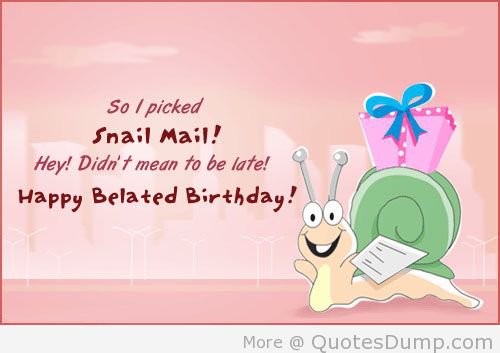 So I picked
Snail Mail!
Hey! Didn't mean to be late!
Happy Belated Birthday!
More @ QuotesDump.com